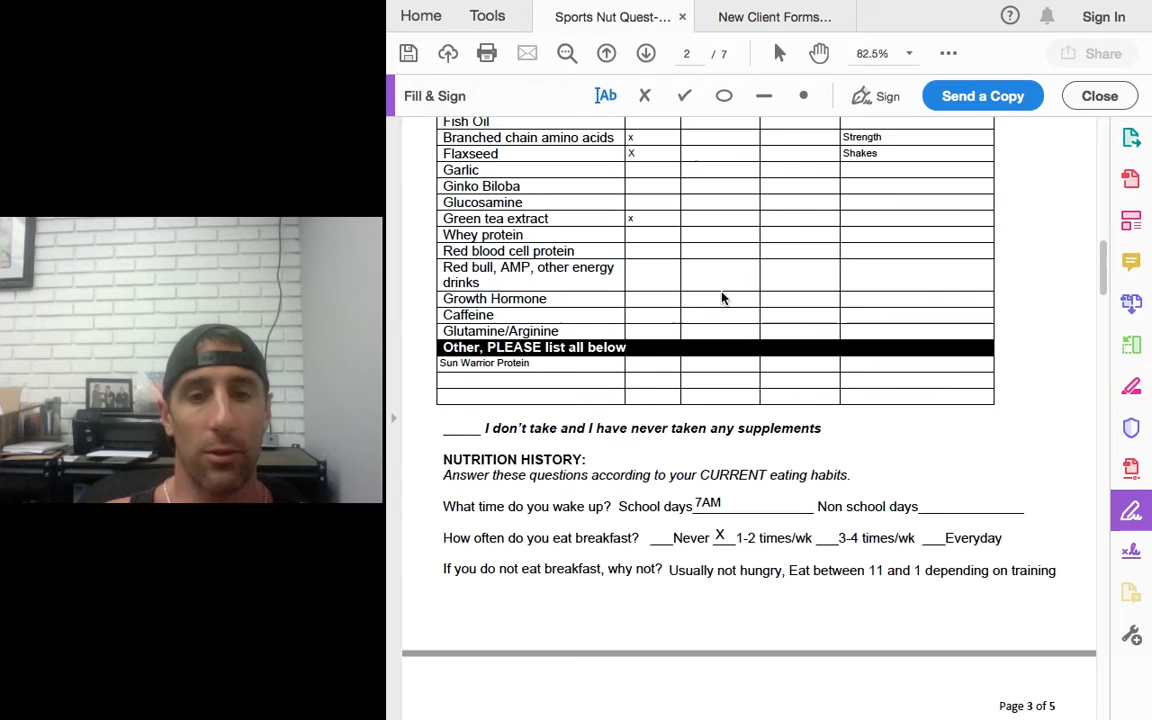 Home Tools Sports Nut Quest-... × New Client Forms... Sign In
2 / 7 82.5% Share
Fill & Sign Ab Sign Send a Copy Close
Fish Oil
Branched chain amino acids x Strength
Flaxseed X Shakes
Garlic
Ginko Biloba
Glucosamine
Green tea extract x
Whey protein
Red blood cell protein
Red bull, AMP, other energy
drinks
Growth Hormone
Caffeine
Glutamine/Arginine
Other, PLEASE list all below
Sun Warrior Protein
_____ I don't take and I have never taken any supplements
NUTRITION HISTORY:
Answer these questions according to your CURRENT eating habits.
What time do you wake up? School days 7AM Non school days______________
How often do you eat breakfast? ___Never _X_1-2 times/wk ___3-4 times/wk ___Everyday
If you do not eat breakfast, why not? Usually not hungry, Eat between 11 and 1 depending on training
Page 3 of 5